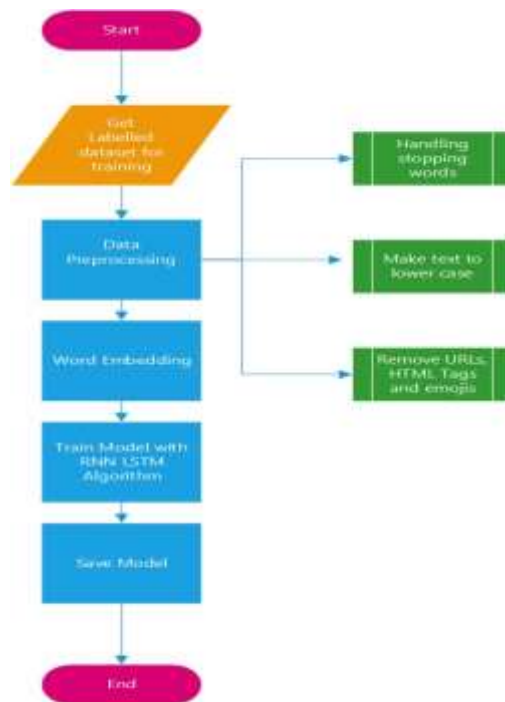 Start
Get
Labelled
dataset for
training
Handling
stopping
words
Data
Preprocessing
Make text to
lower case
Word Embedding
Remove URLs,
HTML Tags
and emojis
Train Model with
RNN LSTM
Algorithm
Save Model
End